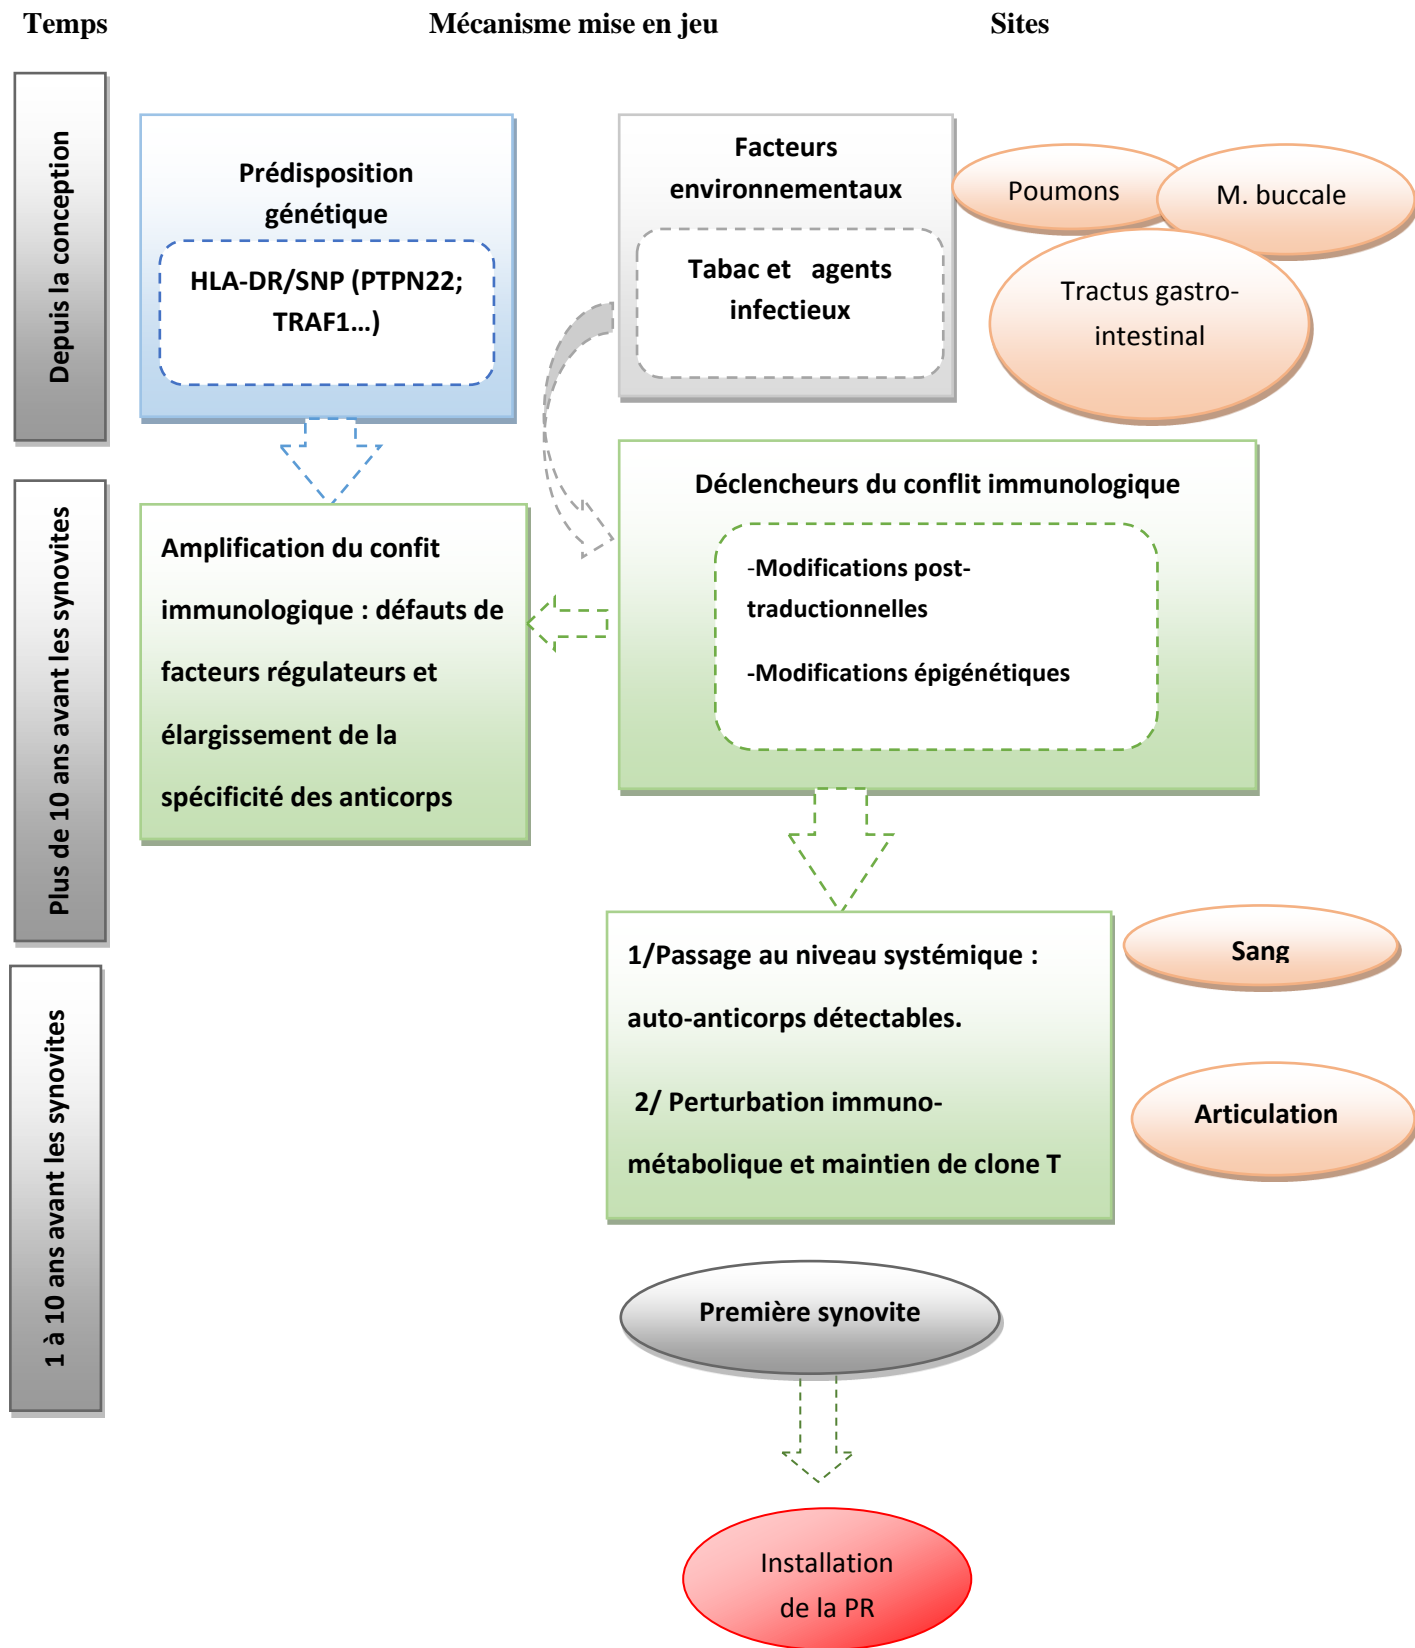 Temps
Mécanisme mise en jeu
Sites
Depuis la conception
Prédisposition
génétique
HLA-DR/SNP (PTPN22;
TRAF1…)
Facteurs
environnementaux
Tabac et agents
infectieux
Poumons
M. buccale
Tractus gastro-
intestinal
Plus de 10 ans avant les synovites
Amplification du confit
immunologique : défauts de
facteurs régulateurs et
élargissement de la
spécificité des anticorps
Déclencheurs du conflit immunologique
-Modifications post-
traductionnelles
-Modifications épigénétiques
1 à 10 ans avant les synovites
1/Passage au niveau systémique :
auto-anticorps détectables.
2/ Perturbation immuno-
métabolique et maintien de clone T
Sang
Articulation
Première synovite
Installation
de la PR